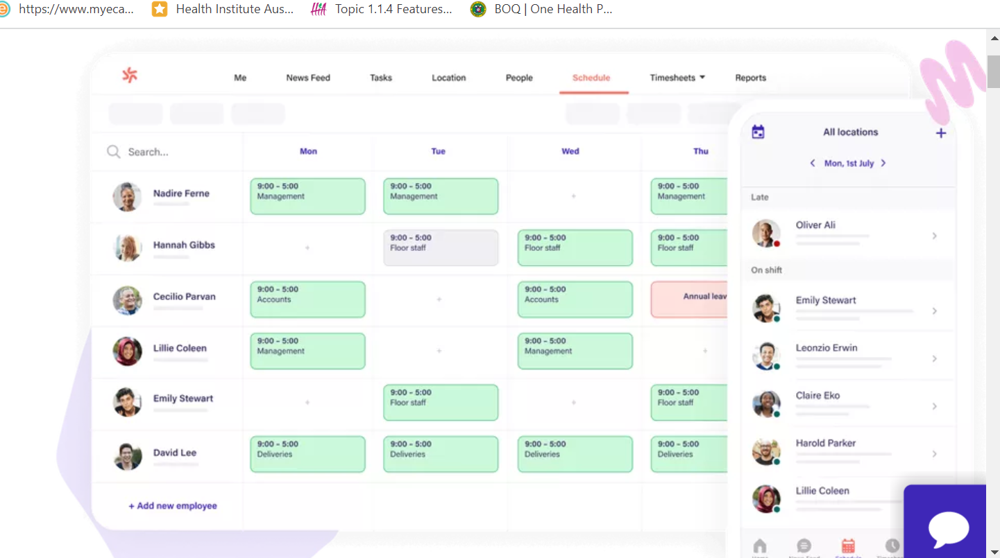 https://www.myeca...
Health Institute Aus...
Topic 1.1.4 Features...
BOQ | One Health P...
Me
News Feed
Tasks
Location
People
Schedule
Timesheets
Reports
Search...
Mon
Tue
Wed
Thu
Nadire Ferne
9:00 – 5:00
Management
9:00 – 5:00
Management
+
9:00 – 5:00
Management
Hannah Gibbs
+
9:00 – 5:00
Floor staff
9:00 – 5:00
Floor staff
9:00 – 5:00
Floor staff
Cecilio Parvan
9:00 – 5:00
Accounts
+
9:00 – 5:00
Accounts
Annual leav
Lillie Coleen
9:00 – 5:00
Management
+
9:00 – 5:00
Management
+
Emily Stewart
+
9:00 – 5:00
Floor staff
+
9:00 – 5:00
Floor staff
David Lee
9:00 – 5:00
Deliveries
9:00 – 5:00
Deliveries
9:00 – 5:00
Deliveries
9:00 – 5:00
Deliveries
+ Add new employee
All locations
+
< Mon, 1st July >
Late
Oliver Ali
On shift
Emily Stewart
Leonzio Erwin
Claire Eko
Harold Parker
Lillie Coleen